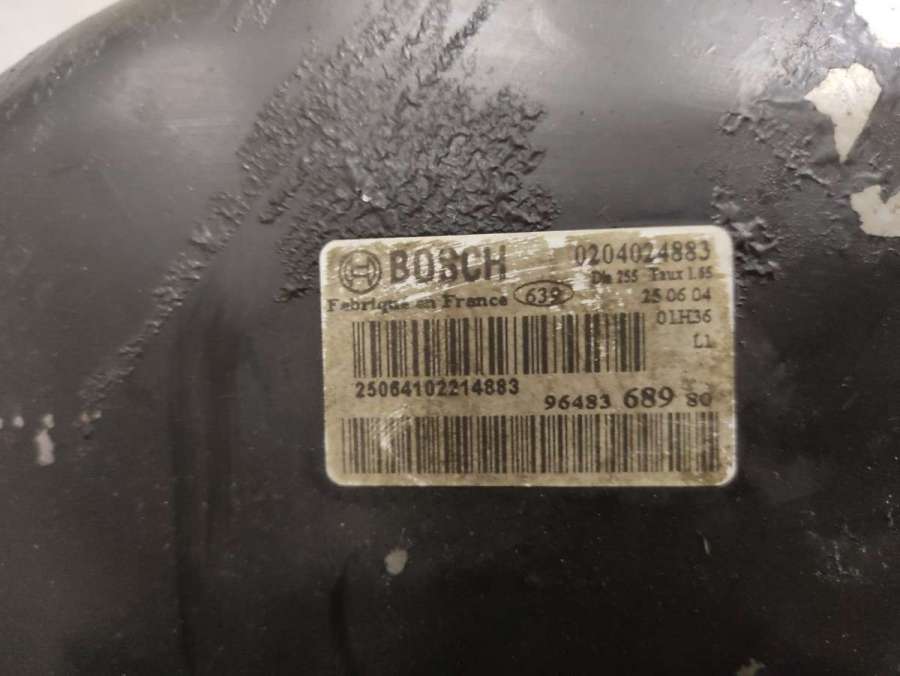 BOSCH 0204024883
Dia 255 Taux 1.85
Fabrique en France 639 25 06 04
01H36
L1
25064102214883
96483 689 80